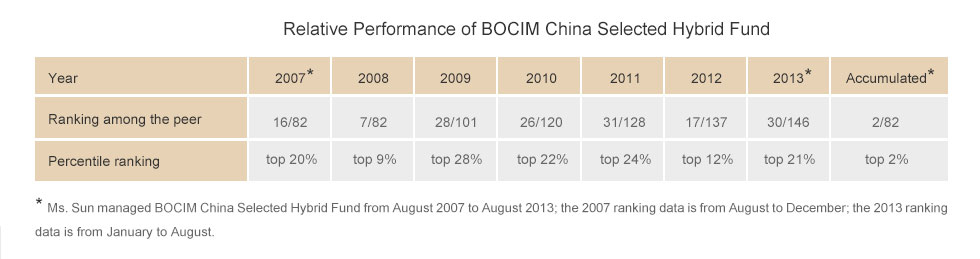 Relative Performance of BOCIM China Selected Hybrid Fund
Year 2007* 2008 2009 2010 2011 2012 2013* Accumulated*
Ranking among the peer 16/82 7/82 28/101 26/120 31/128 17/137 30/146 2/82
Percentile ranking top 20% top 9% top 28% top 22% top 24% top 12% top 21% top 2%
* Ms. Sun managed BOCIM China Selected Hybrid Fund from August 2007 to August 2013; the 2007 ranking data is from August to December; the 2013 ranking
data is from January to August.